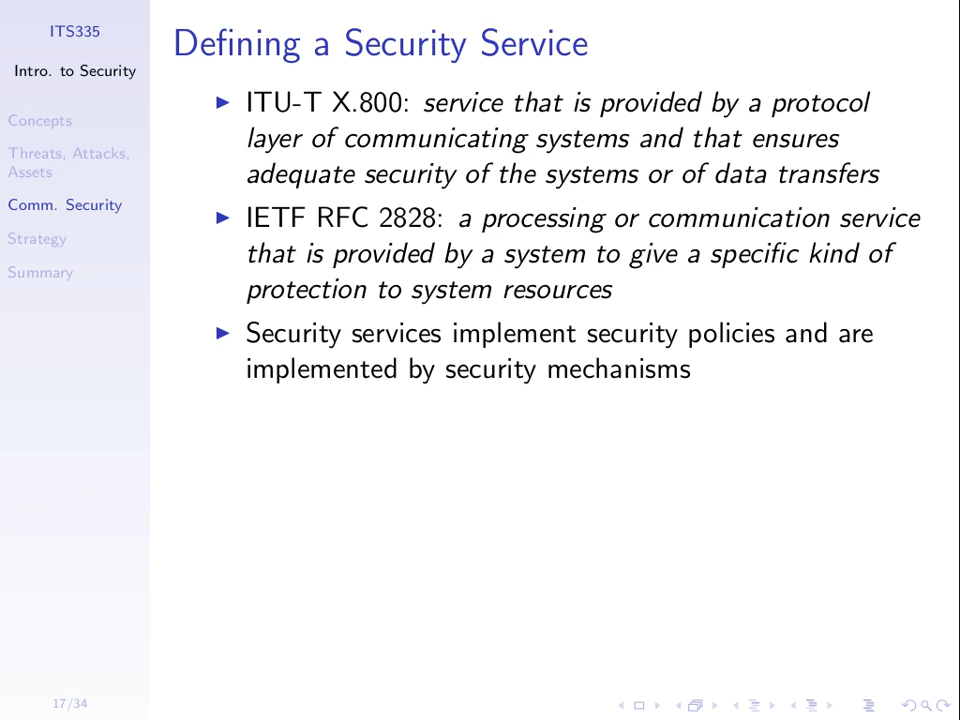 ITS335
Intro. to Security
Concepts
Threats, Attacks,
Assets
Comm. Security
Strategy
Summary
17/34
Defining a Security Service
ITU-T X.800: service that is provided by a protocol
layer of communicating systems and that ensures
adequate security of the systems or of data transfers
IETF RFC 2828: a processing or communication service
that is provided by a system to give a specific kind of
protection to system resources
Security services implement security policies and are
implemented by security mechanisms